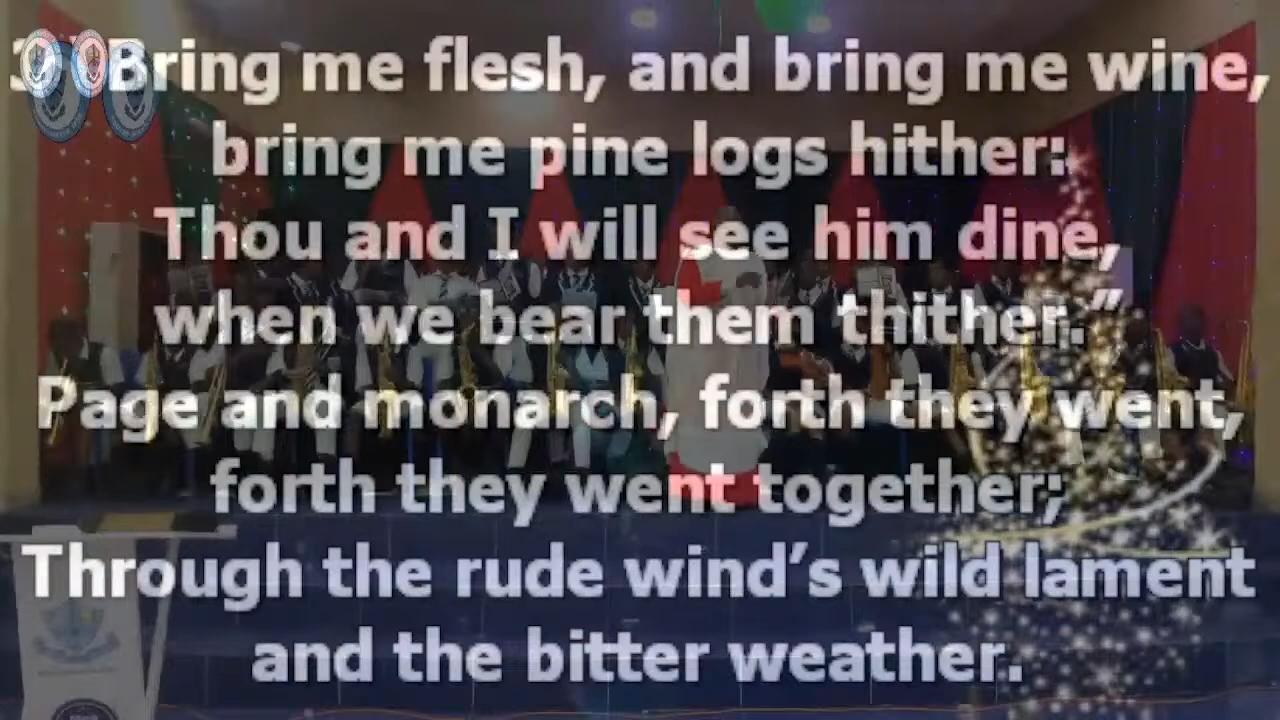 3. "Bring me flesh, and bring me wine,
bring me pine logs hither:
Thou and I will see him dine,
when we bear them thither.”
Page and monarch, forth they went,
forth they went together;
Through the rude wind’s wild lament
and the bitter weather.